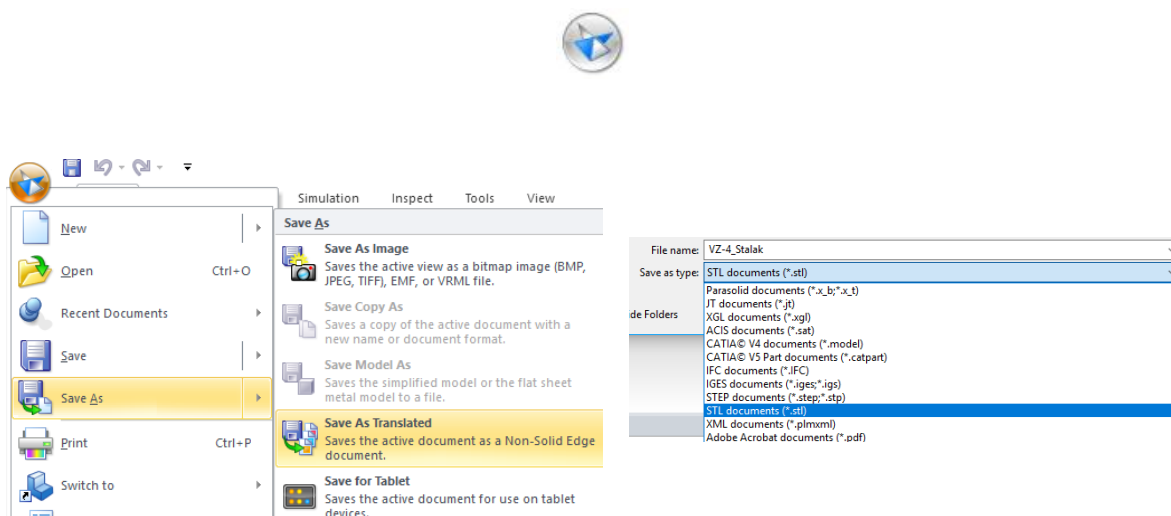 Simulation Inspect Tools View
New
Open Ctrl+O
Recent Documents
Save
Save As
Print Ctrl+P
Switch to
Save As
Save As Image
Saves the active view as a bitmap image (BMP,
JPEG, TIFF), EMF, or VRML file.
Save Copy As
Saves a copy of the active document with a
new name or document format.
Save Model As
Saves the simplified model or the flat sheet
metal model to a file.
Save As Translated
Saves the active document as a Non-Solid Edge
document.
Save for Tablet
Saves the active document for use on tablet
devices.
File name: VZ-4_Stalak
Save as type: STL documents (*.stl)
de Folders
Parasolid documents (*.x_b;*.x_t)
JT documents (*.jt)
XGL documents (*.xgl)
ACIS documents (*.sat)
CATIA© V4 documents (*.model)
CATIA© V5 Part documents (*.catpart)
IFC documents (*.IFC)
IGES documents (*.iges;*.igs)
STEP documents (*.step;*.stp)
STL documents (*.stl)
XML documents (*.plmxml)
Adobe Acrobat documents (*.pdf)